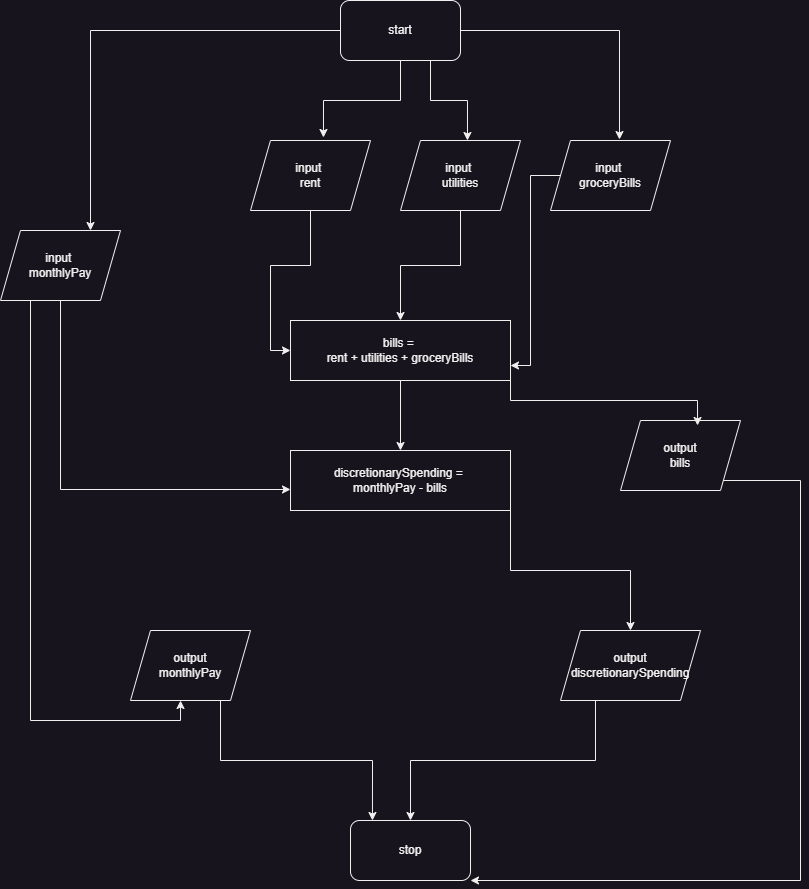 start
input
rent
input
utilities
input
groceryBills
input
monthlyPay
bills =
rent + utilities + groceryBills
output
bills
discretionarySpending =
monthlyPay - bills
output
monthlyPay
output
discretionarySpending
stop